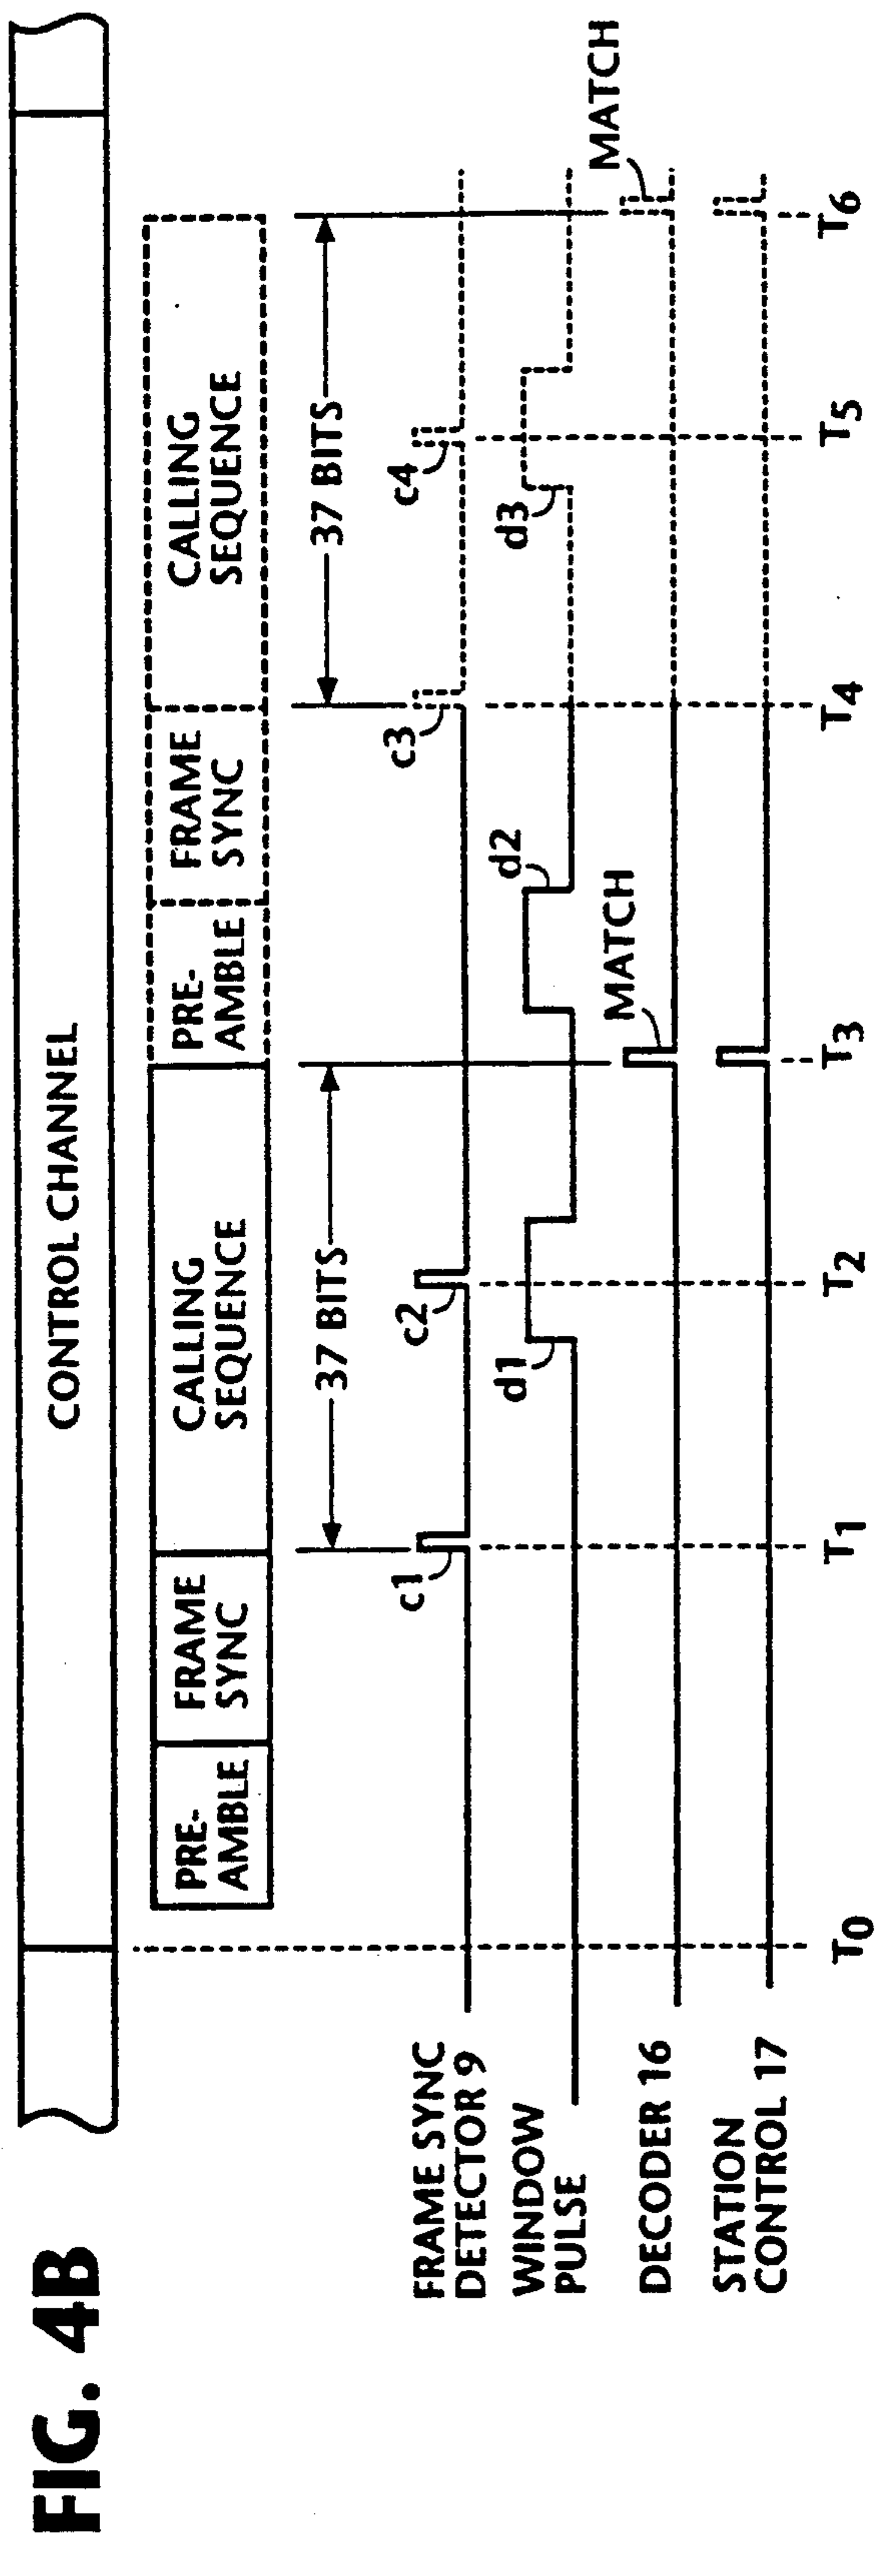 FIG. 4B
CONTROL CHANNEL
PRE-
AMBLE
FRAME
SYNC
CALLING
SEQUENCE
PRE-
AMBLE
FRAME
SYNC
CALLING
SEQUENCE
37 BITS
37 BITS
FRAME SYNC
DETECTOR 9
c1
c2
c3
c4
WINDOW
PULSE
d1
d2
d3
DECODER 16
MATCH
MATCH
STATION
CONTROL 17
T0
T1
T2
T3
T4
T5
T6